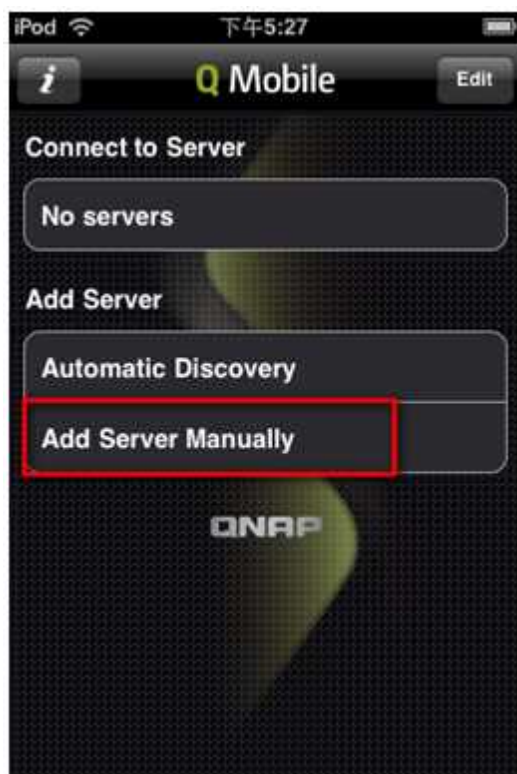 iPod 下午5:27
i Q Mobile Edit
Connect to Server
No servers
Add Server
Automatic Discovery
Add Server Manually
QNAP